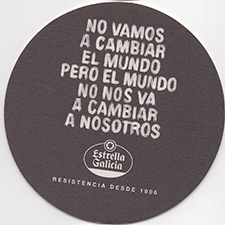 NO VAMOS
A CAMBIAR
EL MUNDO
PERO EL MUNDO
NO NOS VA
A CAMBIAR
A NOSOTROS
Estrella
Galicia
RESISTENCIA DESDE 1906